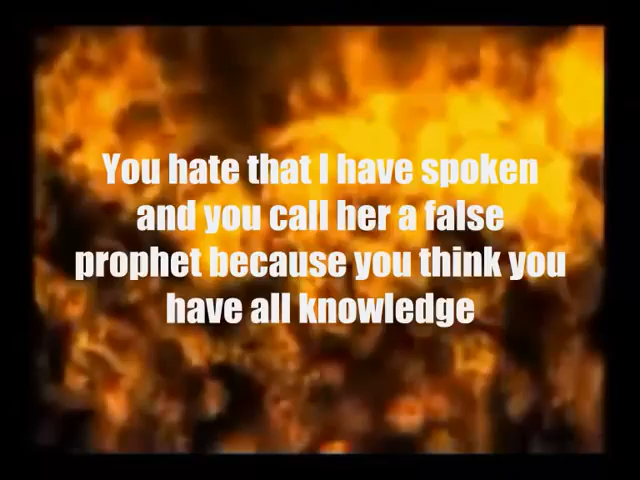 You hate that I have spoken
and you call her a false
prophet because you think you
have all knowledge